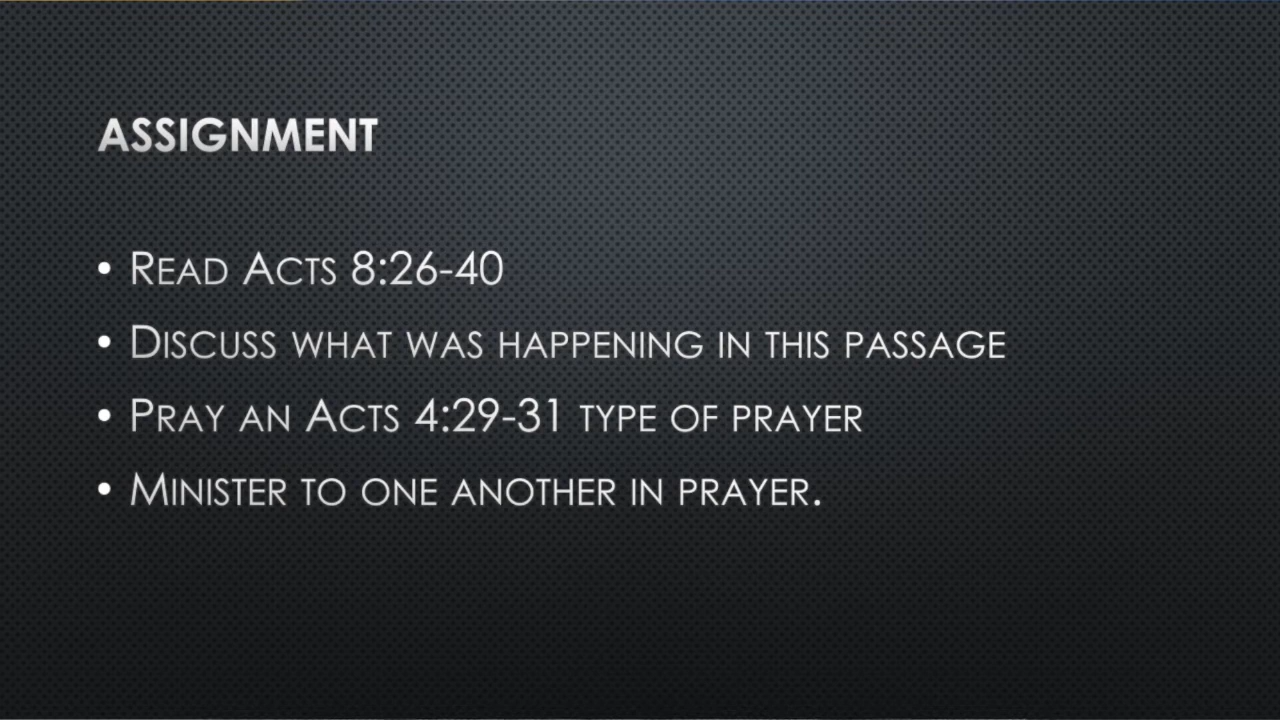 ASSIGNMENT
• READ ACTS 8:26-40
• DISCUSS WHAT WAS HAPPENING IN THIS PASSAGE
• PRAY AN ACTS 4:29-31 TYPE OF PRAYER
• MINISTER TO ONE ANOTHER IN PRAYER.